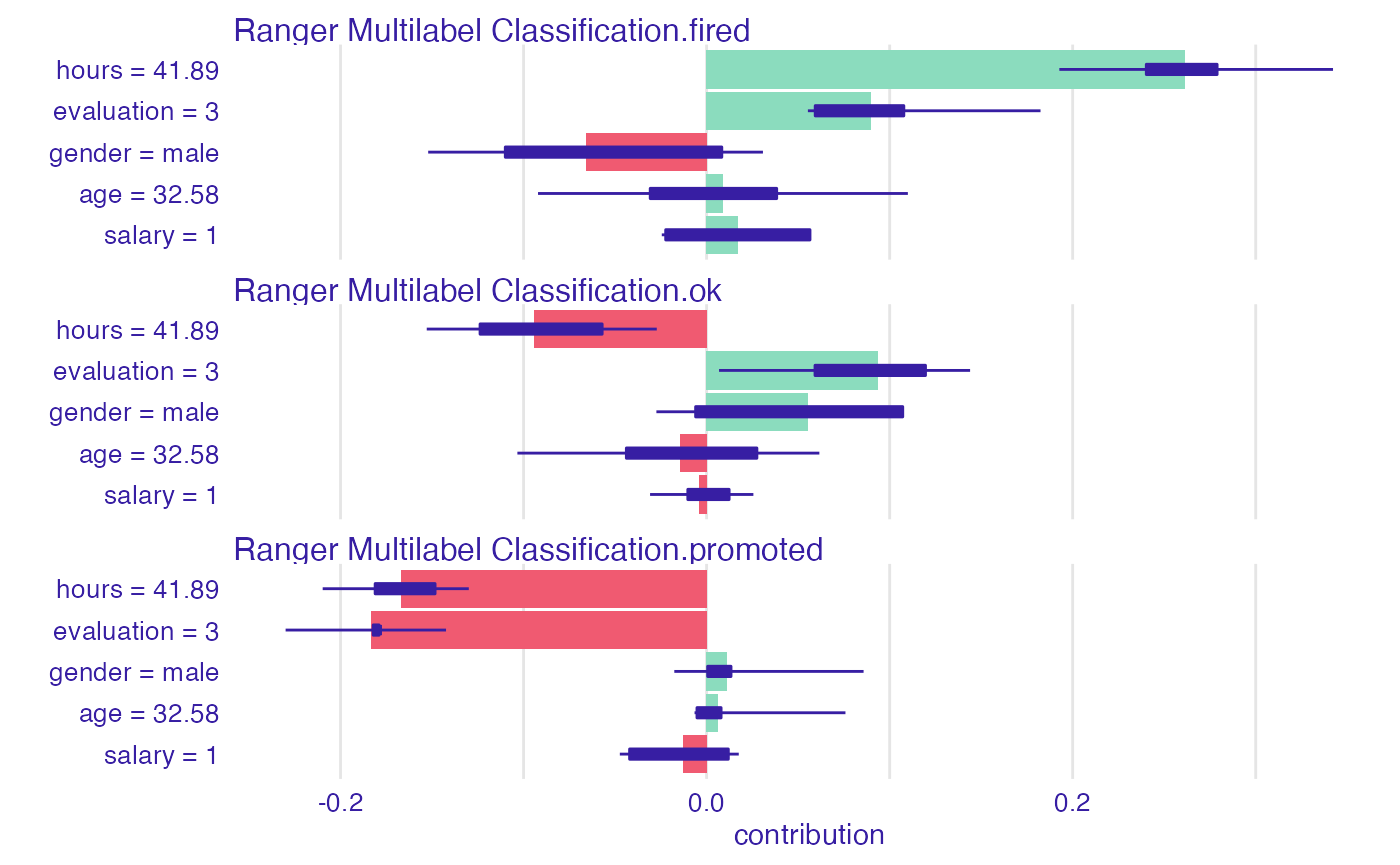 Ranger Multilabel Classification.fired
hours = 41.89
evaluation = 3
gender = male
age = 32.58
salary = 1
Ranger Multilabel Classification.ok
hours = 41.89
evaluation = 3
gender = male
age = 32.58
salary = 1
Ranger Multilabel Classification.promoted
hours = 41.89
evaluation = 3
gender = male
age = 32.58
salary = 1
-0.2 0.0 0.2
contribution